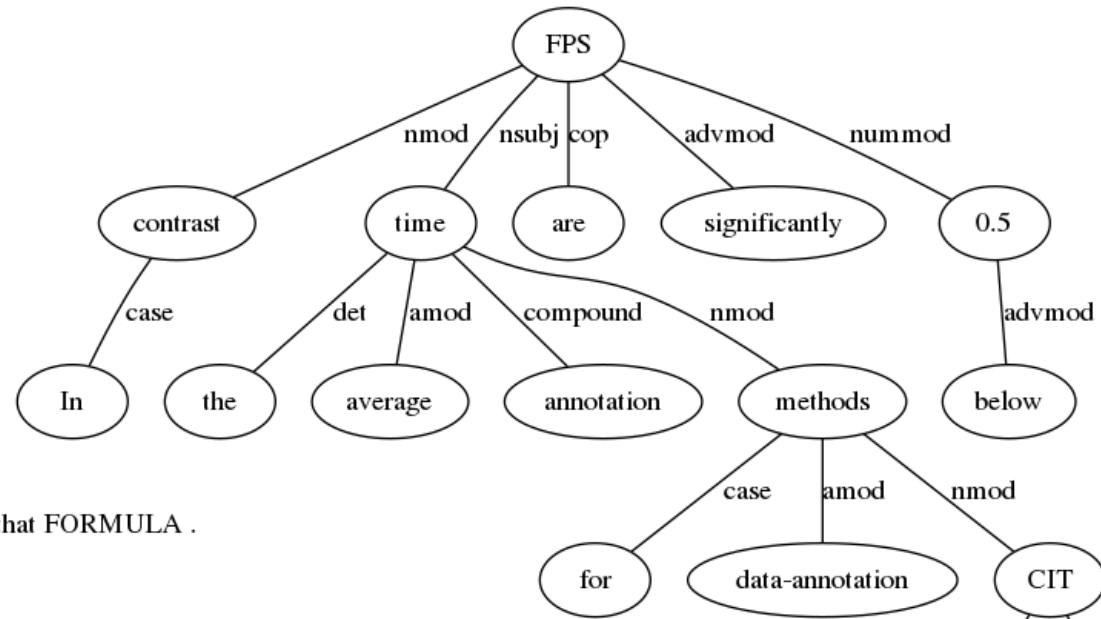 FPS
nmod nsubj cop advmod nummod
contrast time are significantly 0.5
case det amod compound nmod advmod
In the average annotation methods below
case amod nmod
hat FORMULA .
for data-annotation CIT